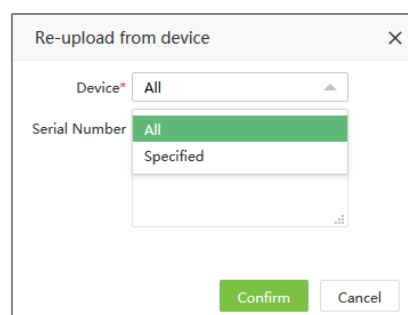 Re-upload from device
Device* All
Serial Number All
Specified
Confirm Cancel